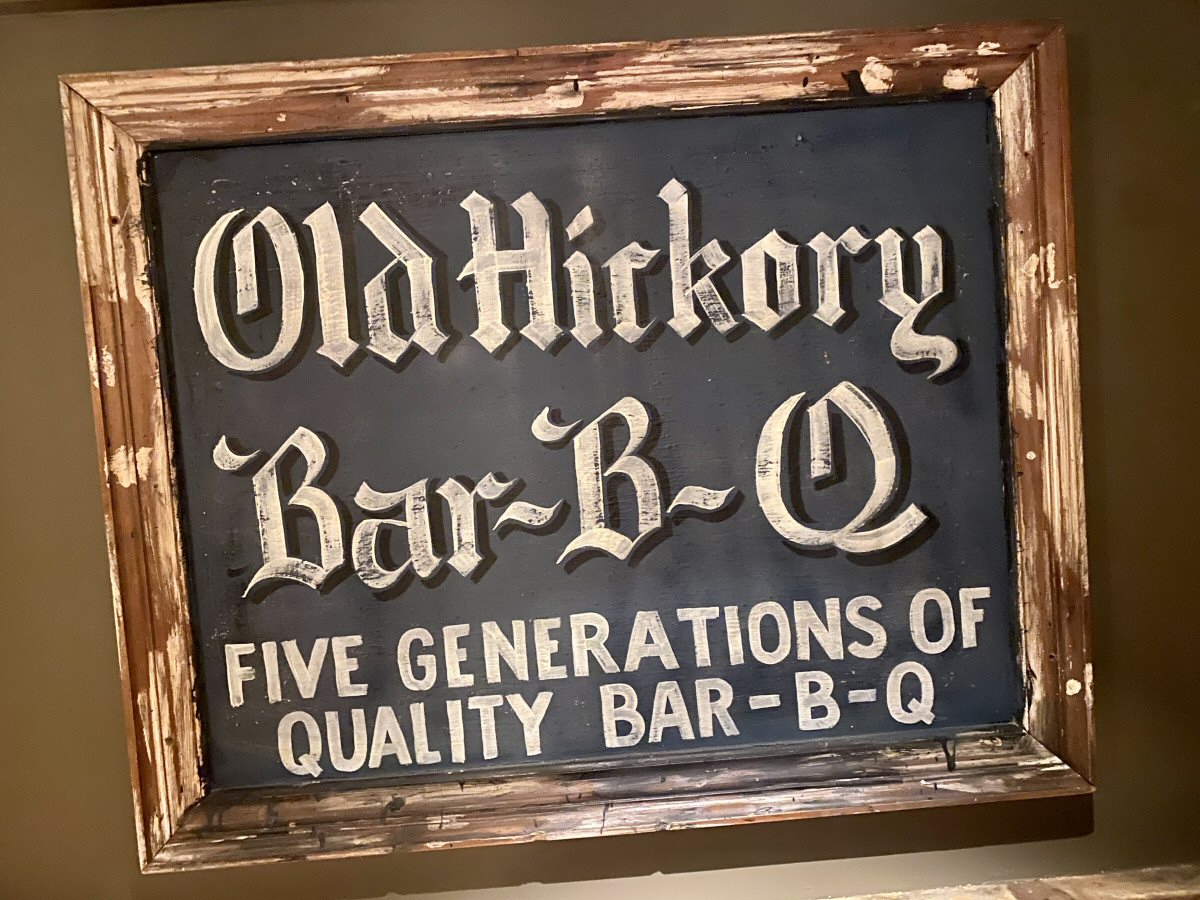 Old Hickory
Bar-B-Q
FIVE GENERATIONS OF
QUALITY BAR-B-Q